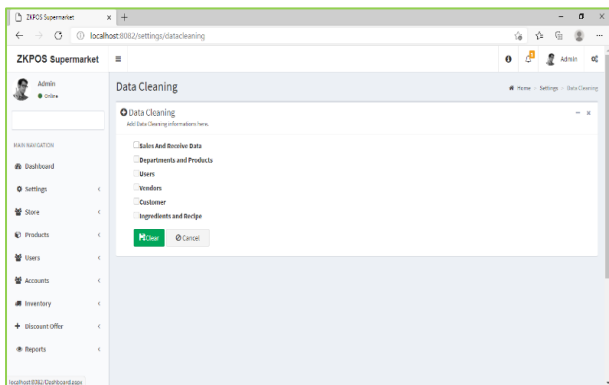 ZKPOS Supermarket
localhost:8082/settings/datacleaning
ZKPOS Supermarket
Admin
Admin
Online
Data Cleaning
Home > Settings > Data Cleaning
Data Cleaning
Add Data Cleaning informations here.
MAIN NAVIGATION
Sales And Receive Data
Departments and Products
Users
Vendors
Customer
Ingredients and Recipe
Clear
Cancel
Dashboard
Settings
Store
Products
Users
Accounts
Inventory
Discount Offer
Reports
localhost:8082/Dashboard.aspx